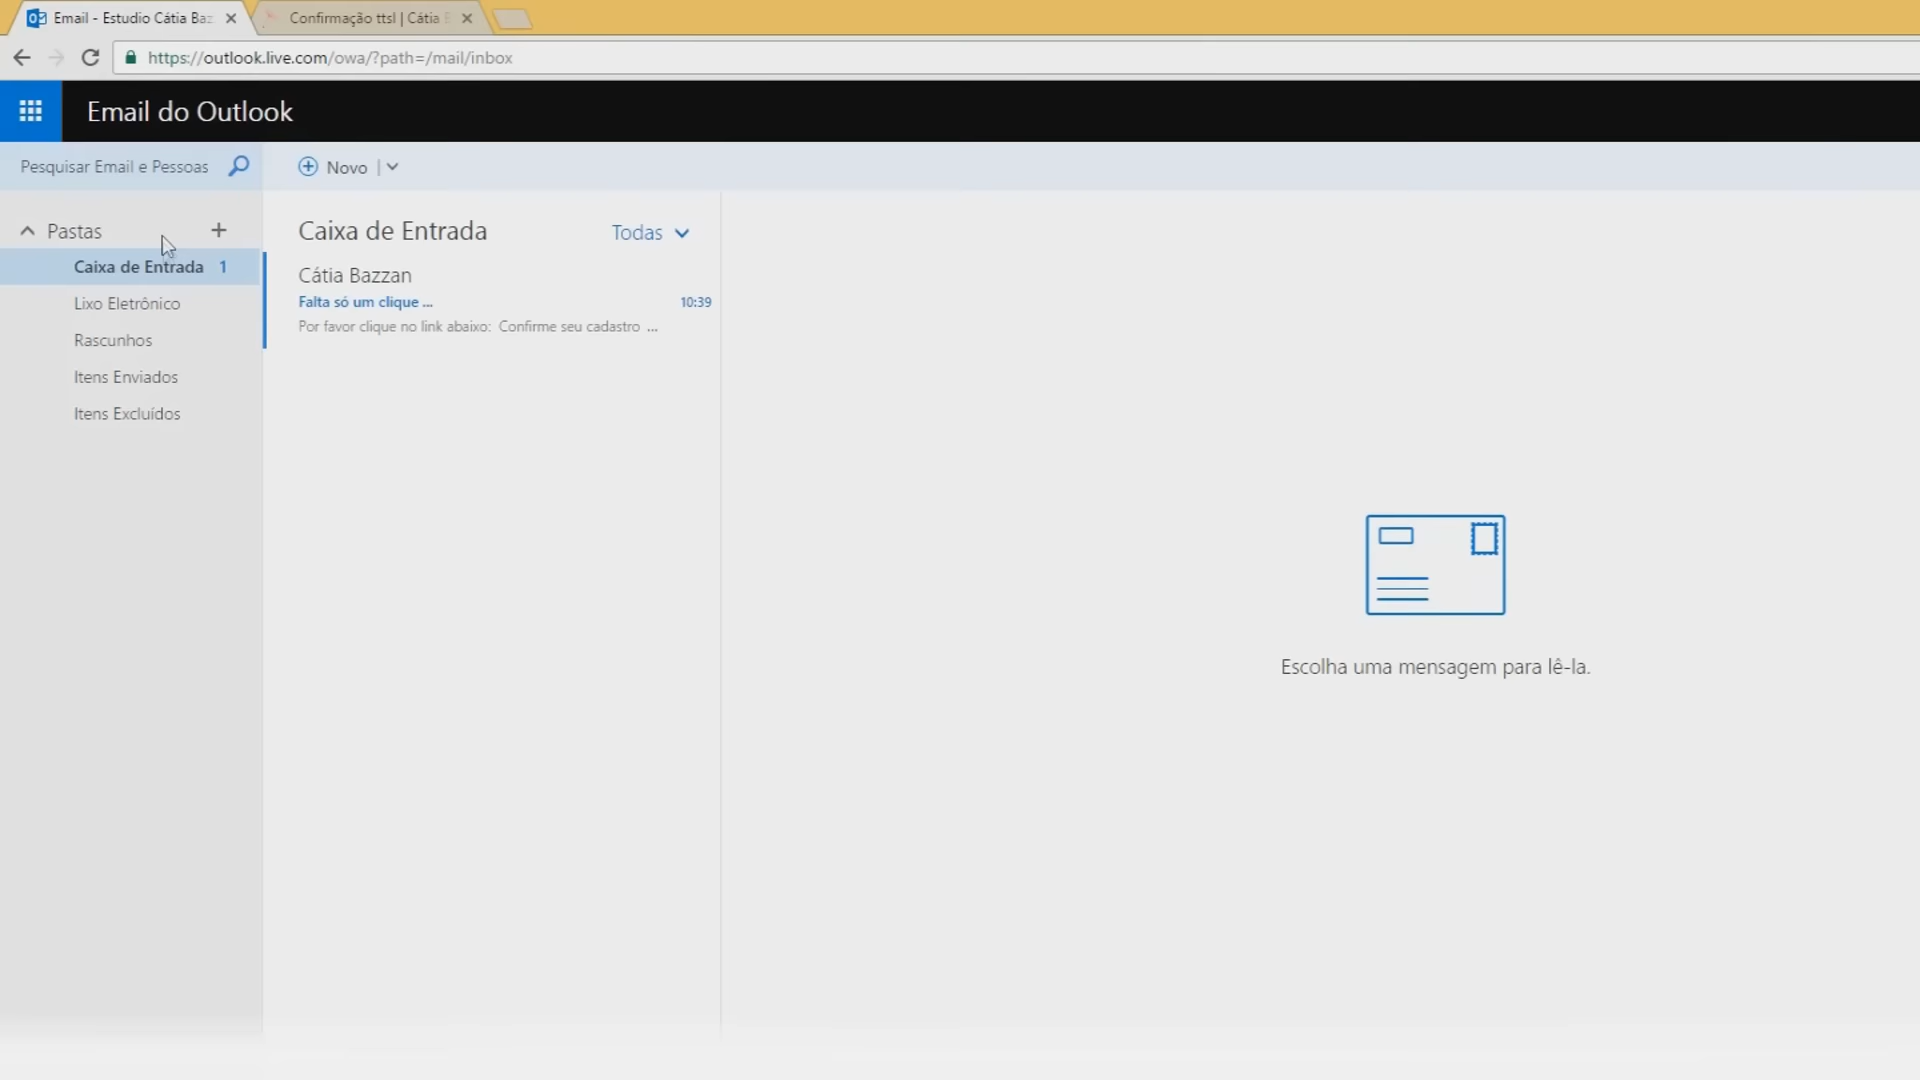 Email - Estudio Cátia Baz
Confirmação ttsl | Cátia
https://outlook.live.com/owa/?path=/mail/inbox
Email do Outlook
Pesquisar Email e Pessoas
Novo
Pastas
Caixa de Entrada
Todas
Caixa de Entrada 1
Cátia Bazzan
Falta só um clique ...
10:39
Lixo Eletrônico
Por favor clique no link abaixo: Confirme seu cadastro ...
Rascunhos
Itens Enviados
Itens Excluídos
Escolha uma mensagem para lê-la.